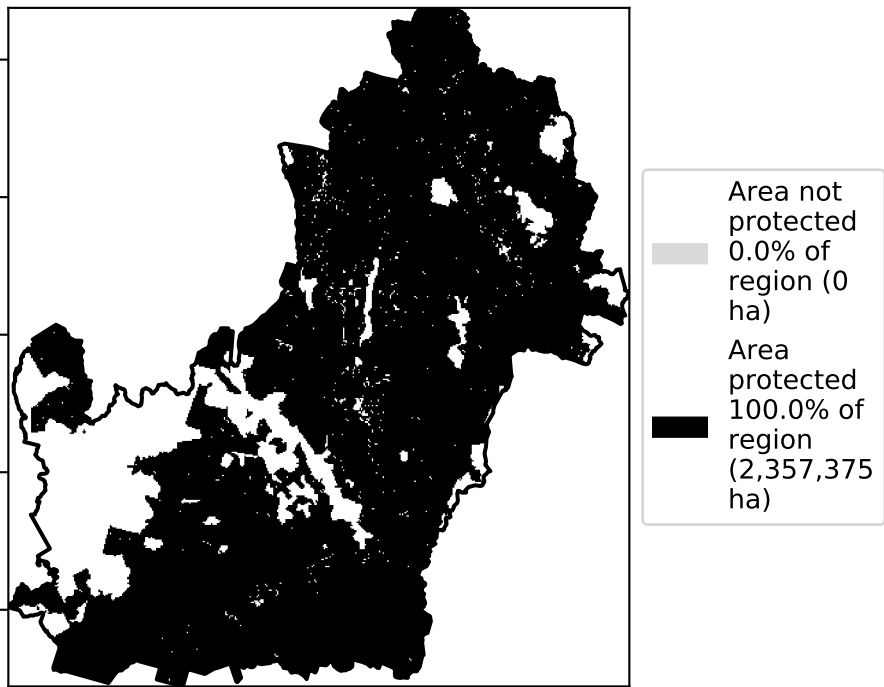 Area not
protected
0.0% of
region (0
ha)
Area
protected
100.0% of
region
(2,357,375
ha)